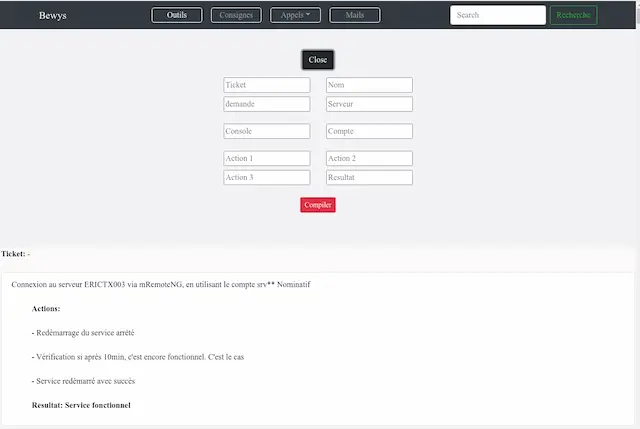 Bewys Outils Consignes Appels Mails Search Recherche
Close
Ticket Nom
demande Serveur
Console Compte
Action 1 Action 2
Action 3 Resultat
Compiler
Ticket: -
Connexion au serveur ERICTX003 via mRemoteNG, en utilisant le compte srv** Nominatif
Actions:
- Redémarrage du service arrêté
- Vérification si après 10min, c'est encore fonctionnel. C'est le cas
- Service redémarré avec succès
Resultat: Service fonctionnel